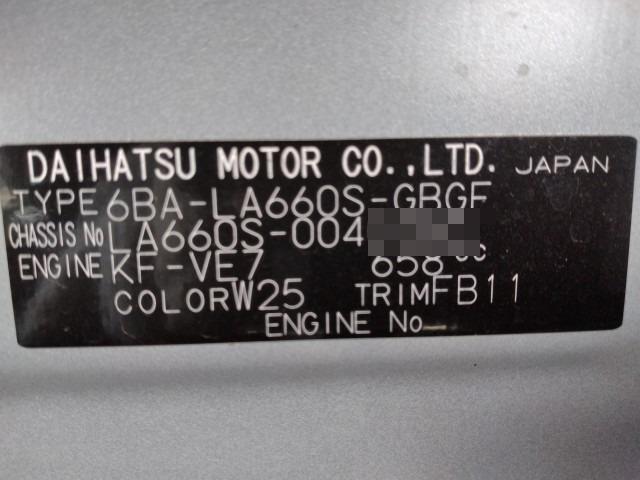 DAIHATSU MOTOR CO.,LTD. JAPAN
TYPE 6BA-LA660S-GBGF
CHASSIS No LA660S-004
ENGINE KF-VE7 658 cc
COLOR W25 TRIM FB11
ENGINE No